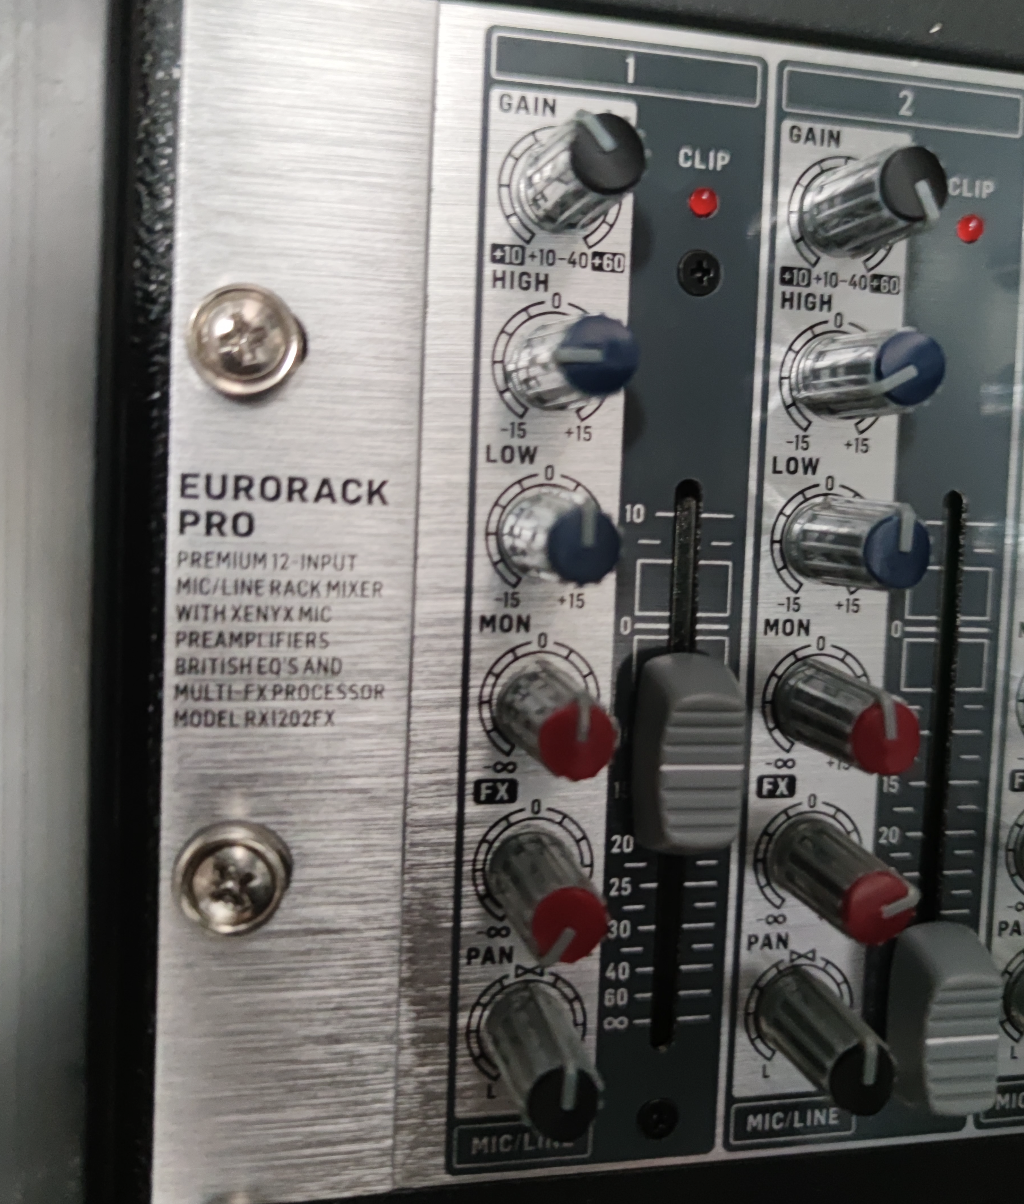 EURORACK
PRO
PREMIUM 12-INPUT
MIC/LINE RACK MIXER
WITH XENYX MIC
PREAMPLIFIERS
BRITISH EQ'S AND
MULTI-FX PROCESSOR
MODEL RX1202FX
1
GAIN
CLIP
+10 +10-40 +60
HIGH
0
-15 +15
LOW
0
-15 +15
MON
0
-∞
FX
0
-∞
PAN
L
MIC/LINE
10
0
15
20
25
30
40
60
∞
2
GAIN
CLIP
+10 +10-40 +60
HIGH
0
-15 +15
LOW
0
-15 +15
MON
0
-∞ +15
FX
0
-∞
PAN
L
MIC/LINE
0
15
20
L